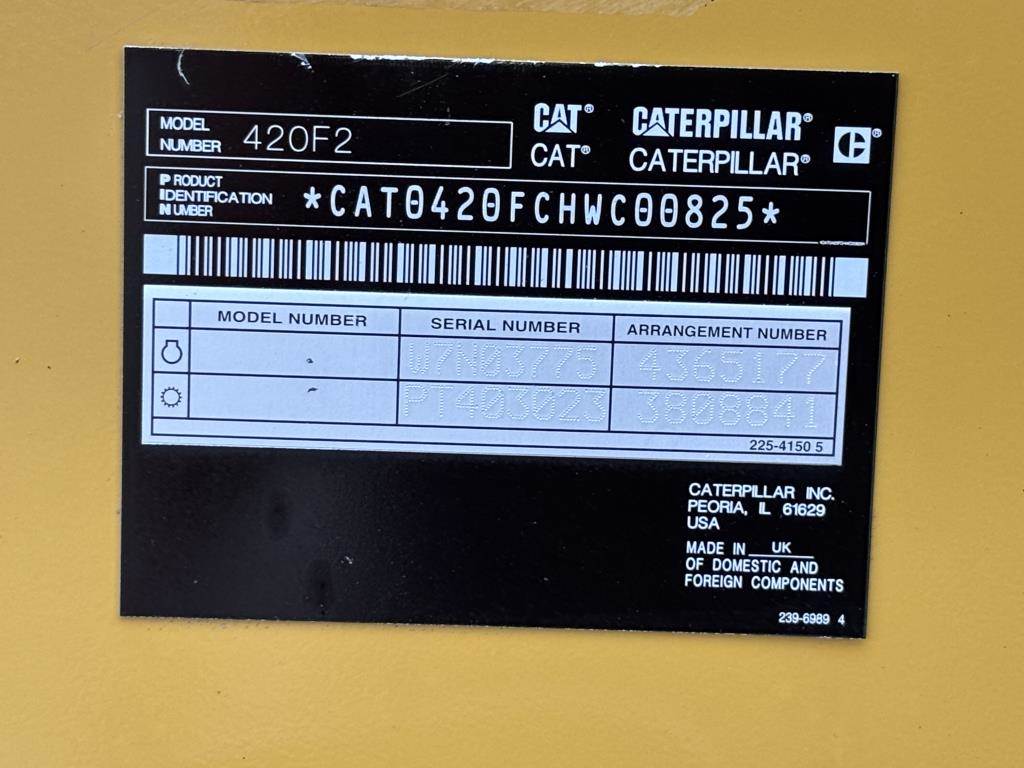 MODEL NUMBER 420F2
CAT® CATERPILLAR®
CAT® CATERPILLAR®
PRODUCT IDENTIFICATION NUMBER *CAT0420FCHWC00825*
MODEL NUMBER SERIAL NUMBER ARRANGEMENT NUMBER
W7N03775 4365177
PT403023 3808841
225-4150 5
CATERPILLAR INC.
PEORIA, IL 61629
USA
MADE IN UK
OF DOMESTIC AND
FOREIGN COMPONENTS
239-6989 4